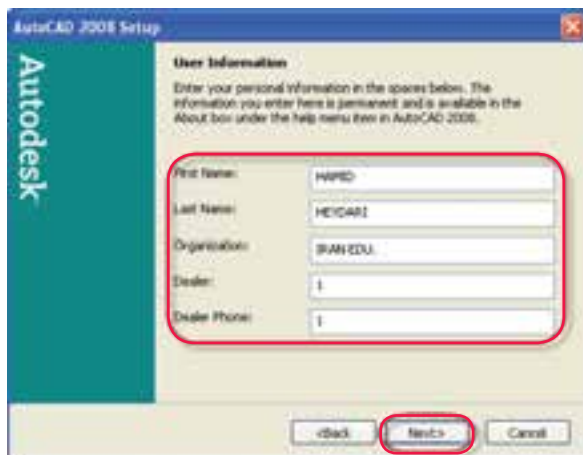 AutoCAD 2008 Setup
Autodesk
User Information
Enter your personal information in the spaces below. The
information you enter here is permanent and is available in the
About box under the help menu item in AutoCAD 2008.
First Name: HAMID
Last Name: HEYDARI
Organization: IRAN EDU.
Dealer: 1
Dealer Phone: 1
<Back Next> Cancel